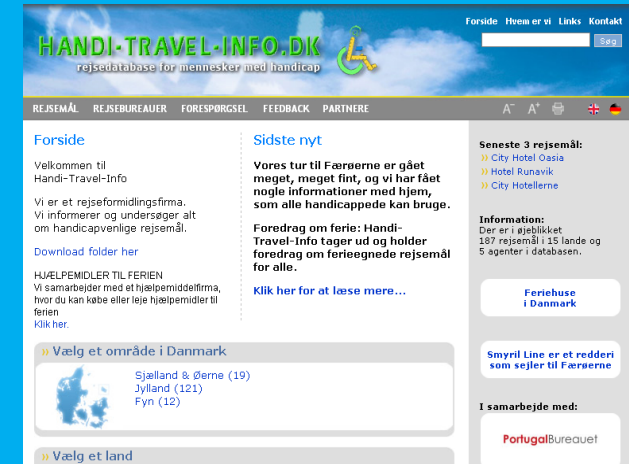 Forside Hvem er vi Links Kontakt
HANDI-TRAVEL-INFO.DK
rejsedatabase for mennesker med handicap
Søg
REJSEMÅL REJSEBUREAUER FORESPØRGSEL FEEDBACK PARTNERE
A- A+
Forside
Velkommen til
Handi-Travel-Info
Vi er et rejseformidlingsfirma.
Vi informerer og undersøger alt
om handicapvenlige rejsemål.
Download folder her
HJÆLPEMIDLER TIL FERIEN
Vi samarbejder med et hjælpemiddelfirma,
hvor du kan købe eller leje hjælpemidler til
ferien
Klik her.
Sidste nyt
Vores tur til Færøerne er gået
meget, meget fint, og vi har fået
nogle informationer med hjem,
som alle handicappede kan bruge.
Foredrag om ferie: Handi-
Travel-Info tager ud og holder
foredrag om ferieegnede rejsemål
for alle.
Klik her for at læse mere...
Vælg et område i Danmark
Sjælland & Øerne (19)
Jylland (121)
Fyn (12)
Vælg et land
Seneste 3 rejsemål:
City Hotel Oasia
Hotel Runavik
City Hotellerne
Information:
Der er i øjeblikket
187 rejsemål i 15 lande og
5 agenter i databasen.
Feriehuse
i Danmark
Smyril Line er et redderi
som sejler til Færøerne
I samarbejde med:
PortugalBureauet